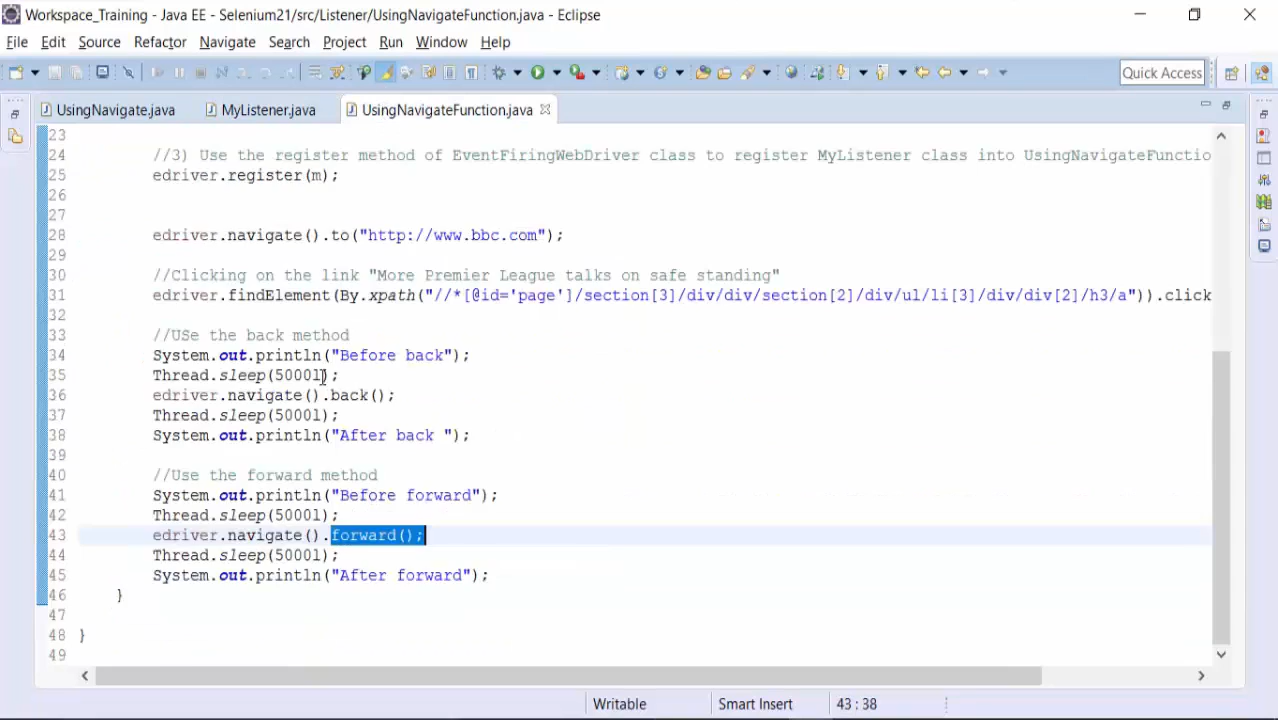 Workspace_Training - Java EE - Selenium21/src/Listener/UsingNavigateFunction.java - Eclipse
File Edit Source Refactor Navigate Search Project Run Window Help
Quick Access
UsingNavigate.java MyListener.java UsingNavigateFunction.java
23
24 //3) Use the register method of EventFiringWebDriver class to register MyListener class into UsingNavigateFunctio
25 edriver.register(m);
26
27
28 edriver.navigate().to("http://www.bbc.com");
29
30 //Clicking on the link "More Premier League talks on safe standing"
31 edriver.findElement(By.xpath("//*[@id='page']/section[3]/div/div/section[2]/div/ul/li[3]/div/div[2]/h3/a")).click
32
33 //USe the back method
34 System.out.println("Before back");
35 Thread.sleep(5000l);
36 edriver.navigate().back();
37 Thread.sleep(5000l);
38 System.out.println("After back ");
39
40 //Use the forward method
41 System.out.println("Before forward");
42 Thread.sleep(5000l);
43 edriver.navigate().forward();
44 Thread.sleep(5000l);
45 System.out.println("After forward");
46 }
47
48 }
49
Writable Smart Insert 43 : 38